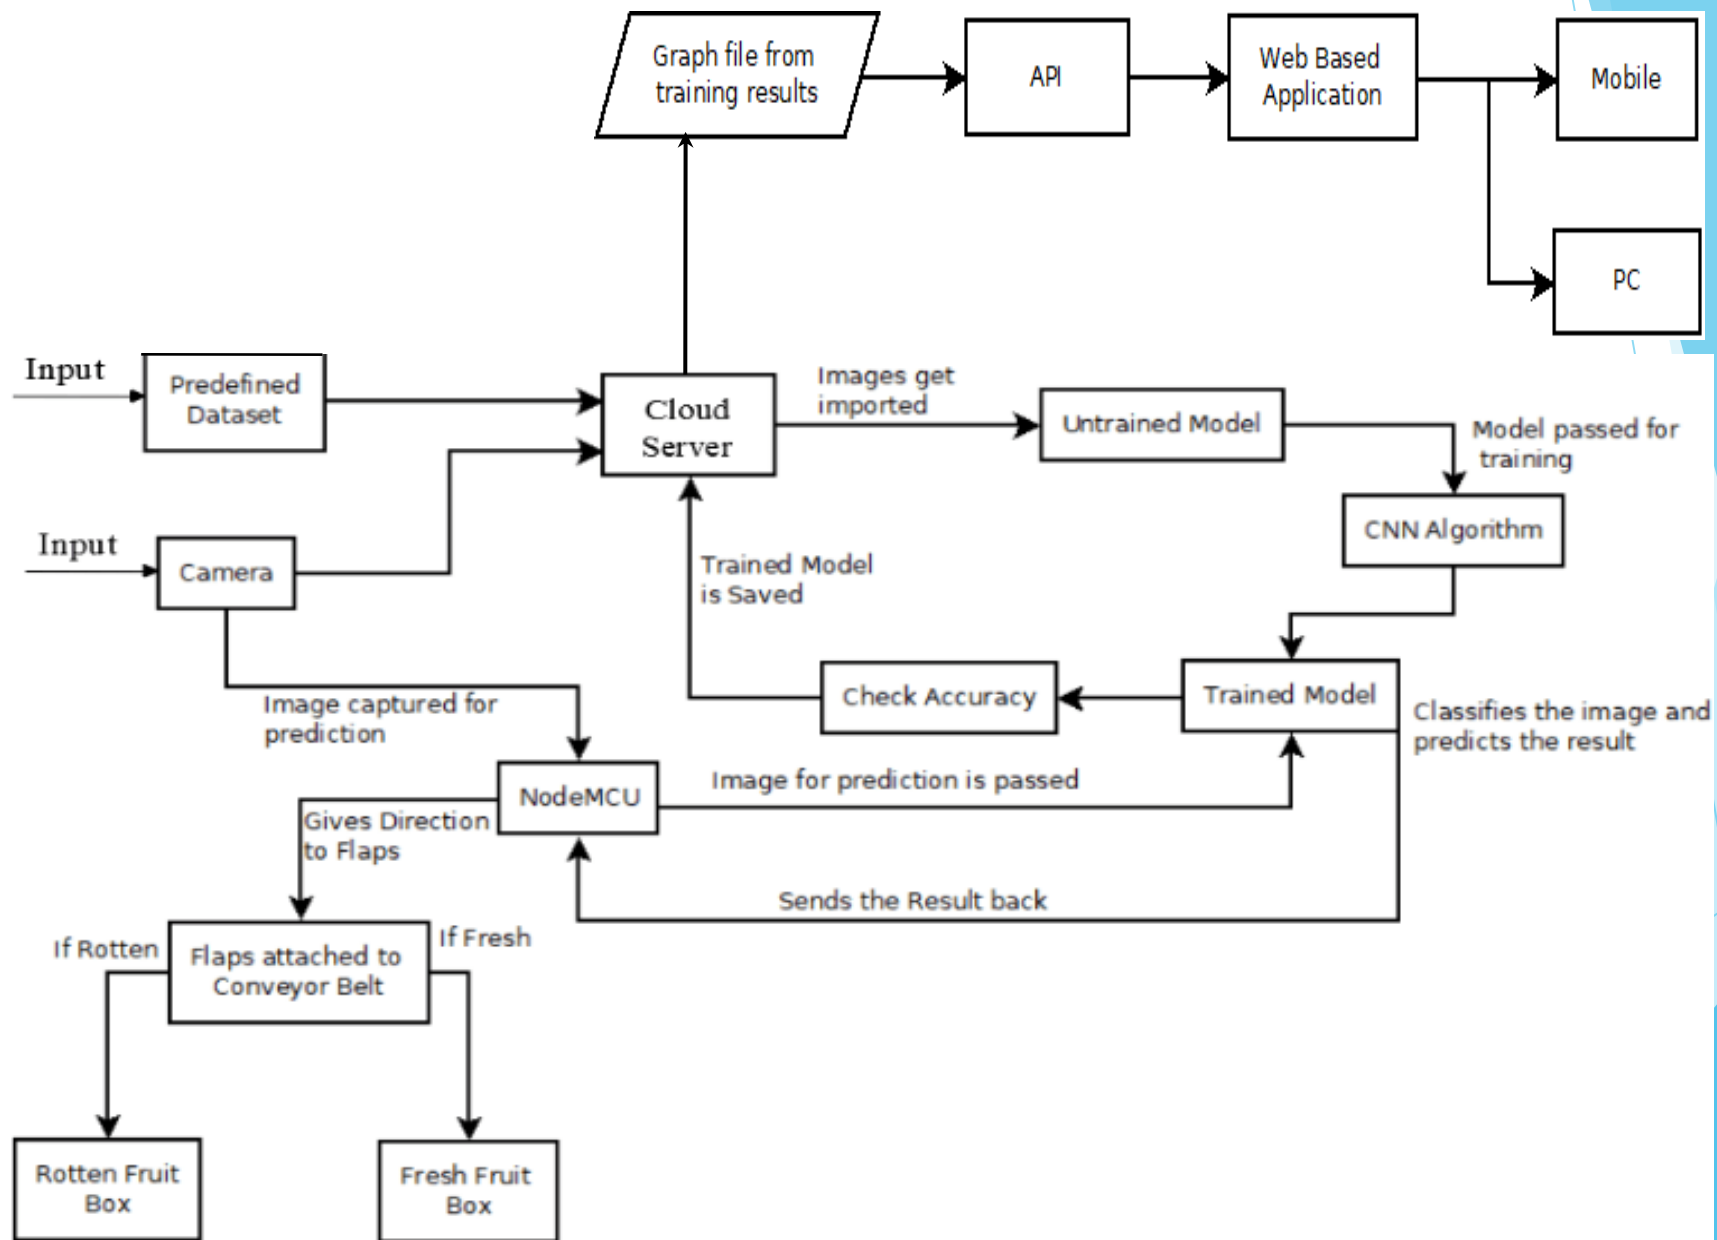 Graph file from
training results
API
Web Based
Application
Mobile
PC
Input
Predefined
Dataset
Cloud
Server
Images get
imported
Untrained Model
Model passed for
training
CNN Algorithm
Input
Camera
Trained Model
is Saved
Check Accuracy
Trained Model
Classifies the image and
predicts the result
Image captured for
prediction
NodeMCU
Image for prediction is passed
Gives Direction
to Flaps
Sends the Result back
If Rotten
Flaps attached to
Conveyor Belt
If Fresh
Rotten Fruit
Box
Fresh Fruit
Box